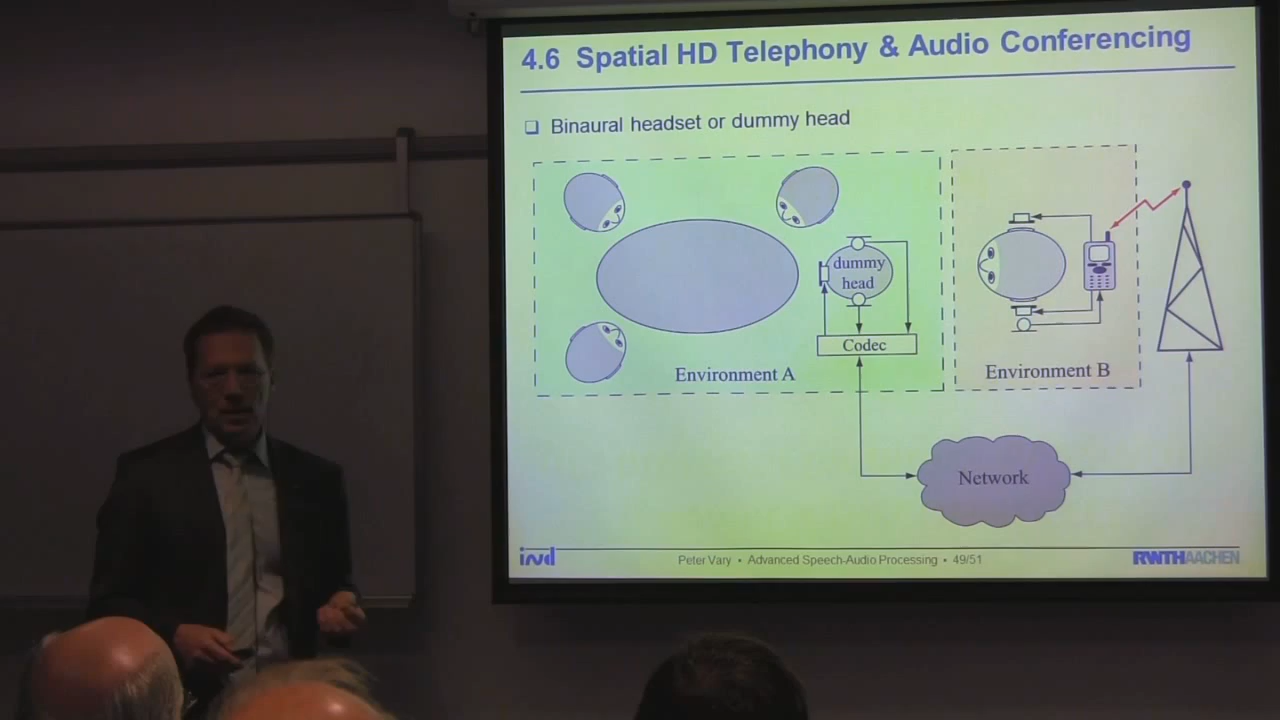 4.6 Spatial HD Telephony & Audio Conferencing
Binaural headset or dummy head
dummy
head
Codec
Environment A
Environment B
Network
ind
Peter Vary • Advanced Speech-Audio Processing • 49/51
RWTHAACHEN